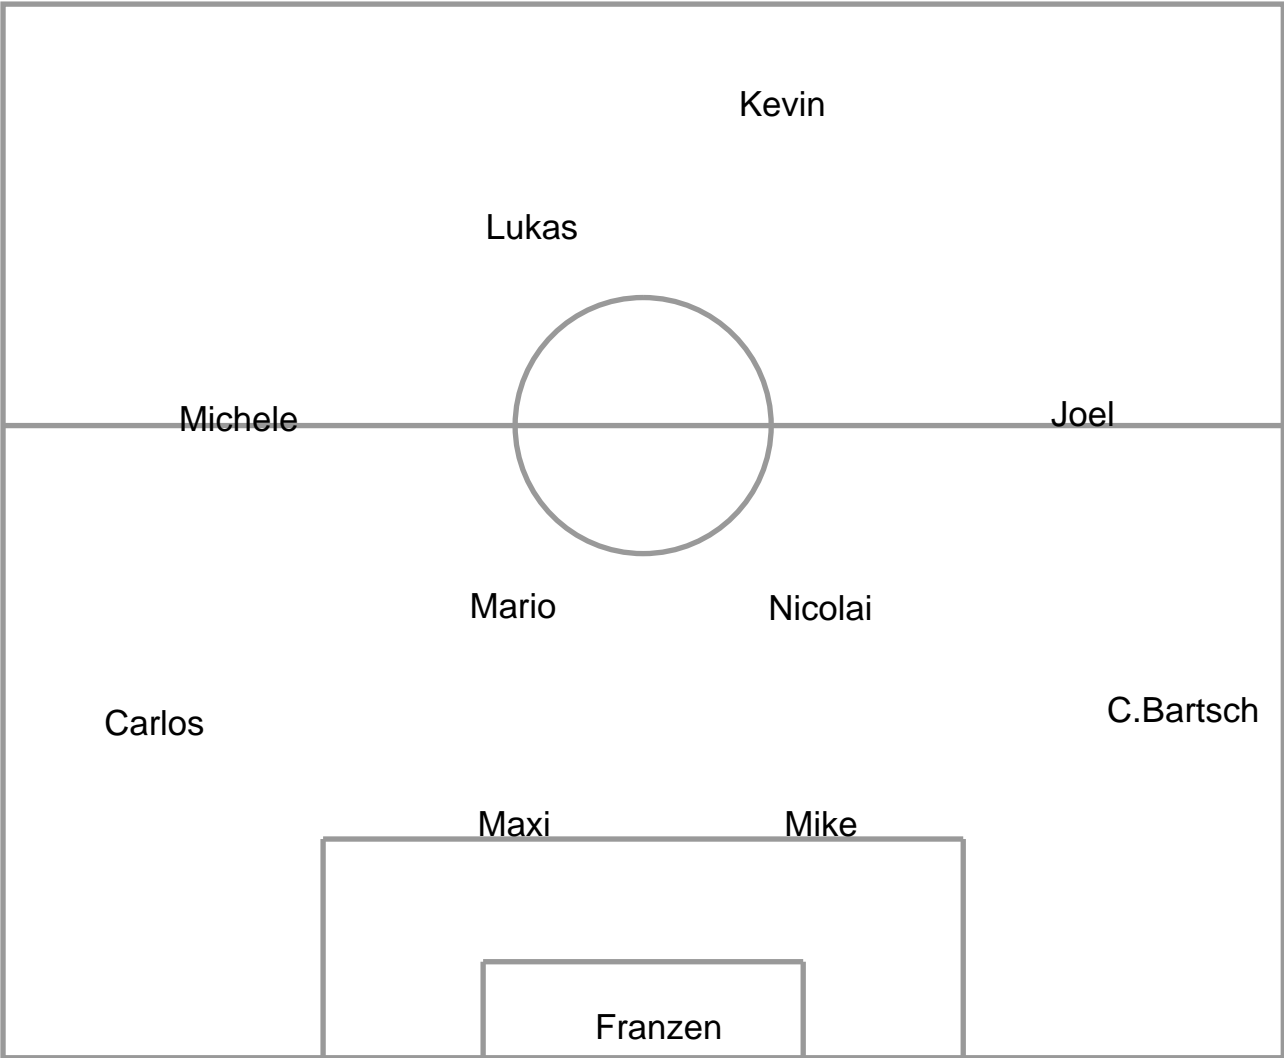 Kevin
Lukas
Michele
Joel
Mario
Nicolai
Carlos
C.Bartsch
Maxi
Mike
Franzen